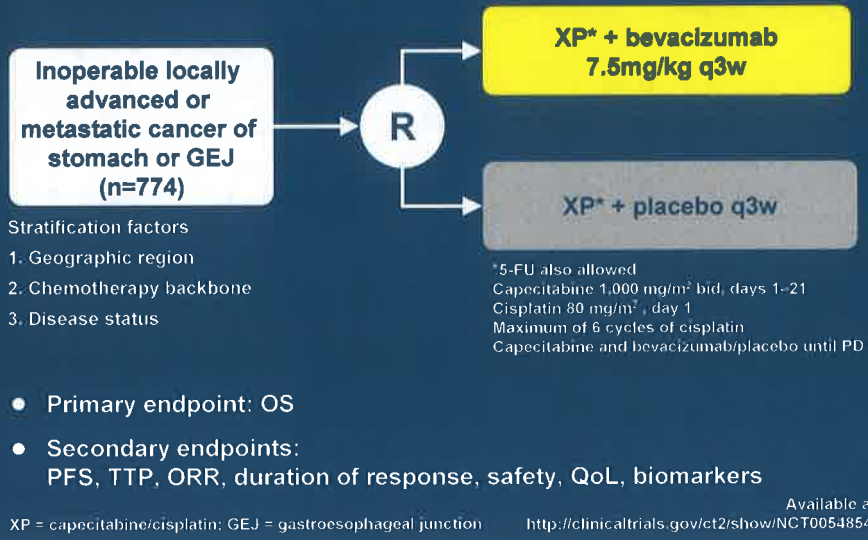 Inoperable locally
advanced or
metastatic cancer of
stomach or GEJ
(n=774)
R
XP* + bevacizumab
7.5mg/kg q3w
XP* + placebo q3w
Stratification factors
1. Geographic region
2. Chemotherapy backbone
3. Disease status
*5-FU also allowed
Capecitabine 1,000 mg/m² bid, days 1–21
Cisplatin 80 mg/m², day 1
Maximum of 6 cycles of cisplatin
Capecitabine and bevacizumab/placebo until PD
• Primary endpoint: OS
• Secondary endpoints:
PFS, TTP, ORR, duration of response, safety, QoL, biomarkers
Available a
XP = capecitabine/cisplatin; GEJ = gastroesophageal junction http://clinicaltrials.gov/ct2/show/NCT0054854